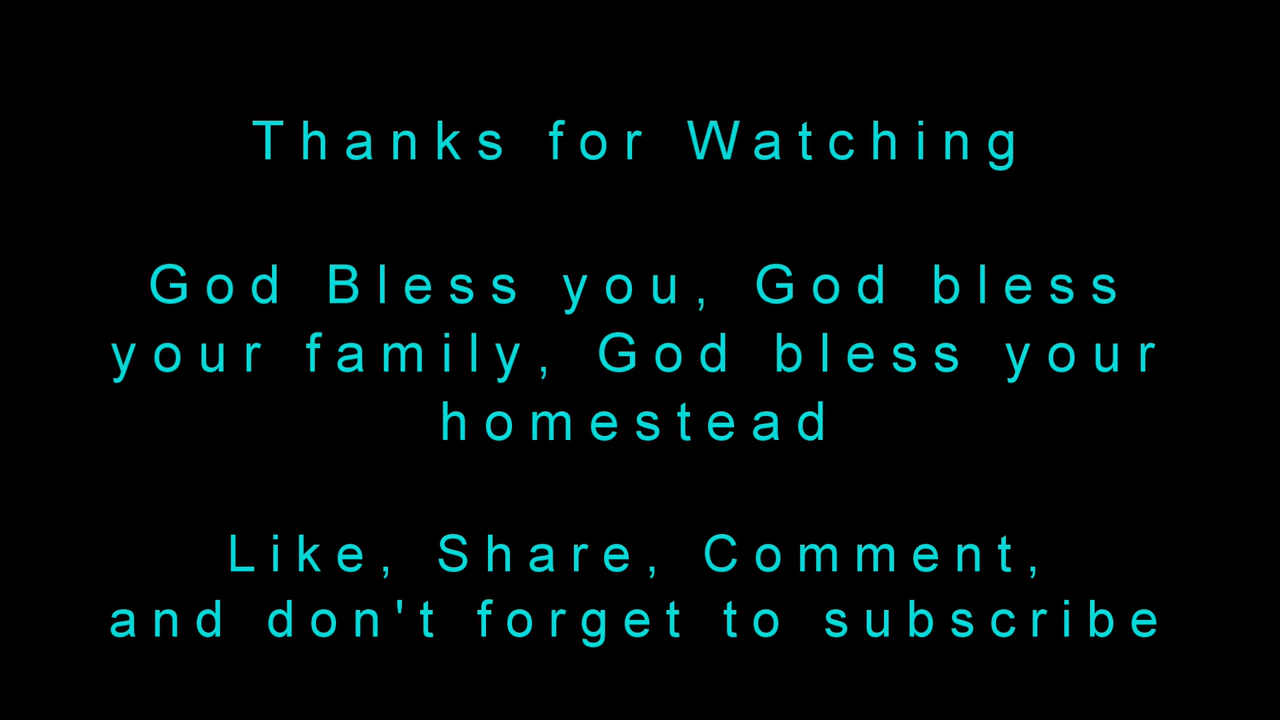 Thanks for Watching
God Bless you, God bless
your family, God bless your
homestead
Like, Share, Comment,
and don't forget to subscribe